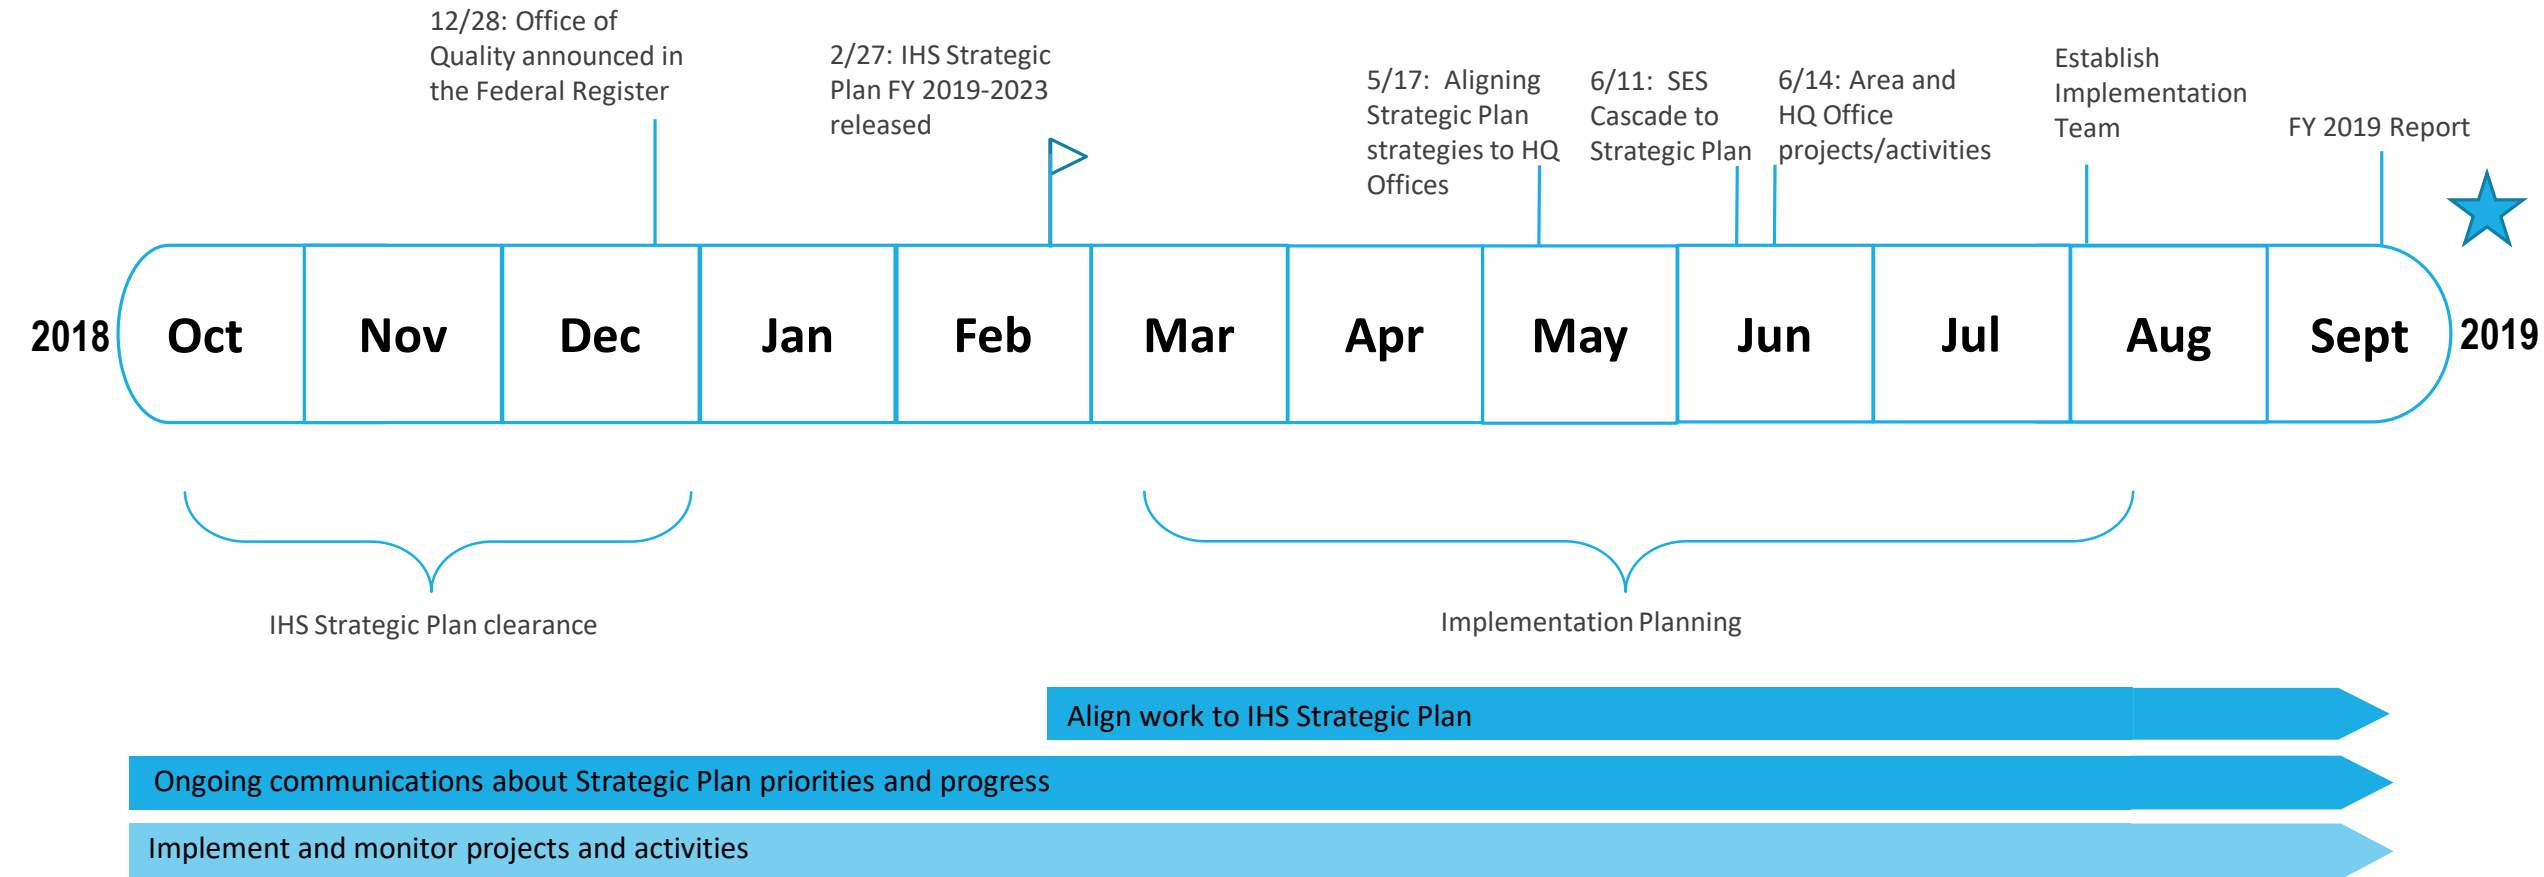 12/28: Office of
Quality announced in
the Federal Register
2/27: IHS Strategic
Plan FY 2019-2023
released
5/17: Aligning
Strategic Plan
strategies to HQ
Offices
6/11: SES
Cascade to
Strategic Plan
6/14: Area and
HQ Office
projects/activities
Establish
Implementation
Team
FY 2019 Report
2018 Oct Nov Dec Jan Feb Mar Apr May Jun Jul Aug Sept 2019
IHS Strategic Plan clearance
Implementation Planning
Align work to IHS Strategic Plan
Ongoing communications about Strategic Plan priorities and progress
Implement and monitor projects and activities